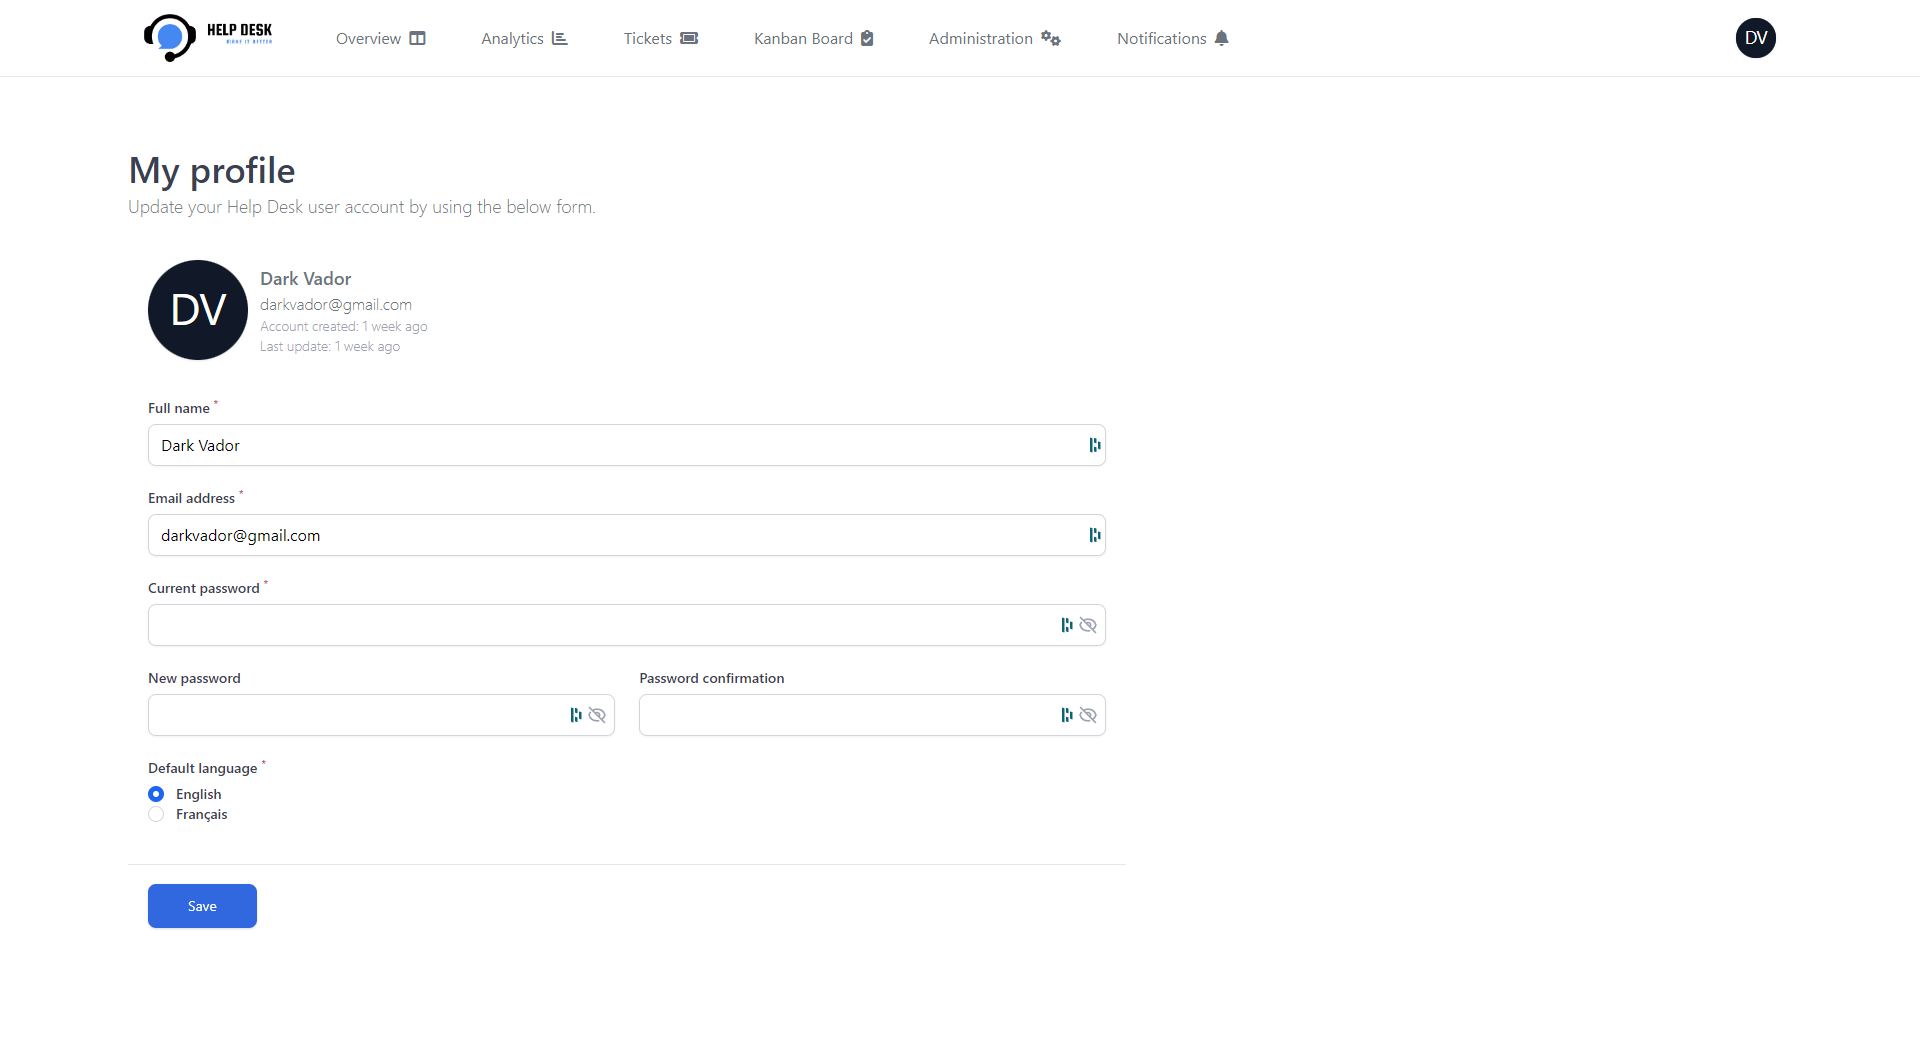 HELP DESK
Overview
Analytics
Tickets
Kanban Board
Administration
Notifications
DV
My profile
Update your Help Desk user account by using the below form.
DV
Dark Vador
darkvador@gmail.com
Account created: 1 week ago
Last update: 1 week ago
Full name *
Dark Vador
Email address *
darkvador@gmail.com
Current password *
New password
Password confirmation
Default language *
English
Français
Save